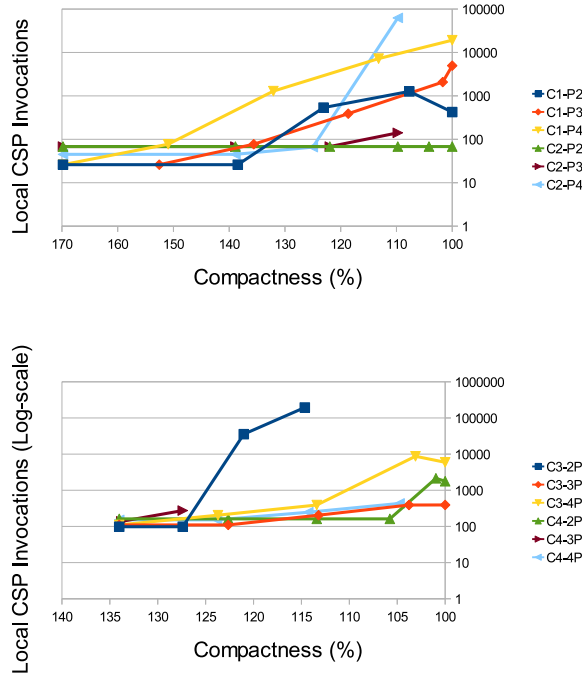 Local CSP Invocations
100000
10000
1000
100
10
1
170 160 150 140 130 120 110 100
Compactness (%)
C1-P2
C1-P3
C1-P4
C2-P2
C2-P3
C2-P4
Local CSP Invocations (Log-scale)
1000000
100000
10000
1000
100
10
1
140 135 130 125 120 115 110 105 100
Compactness (%)
C3-2P
C3-3P
C3-4P
C4-2P
C4-3P
C4-4P